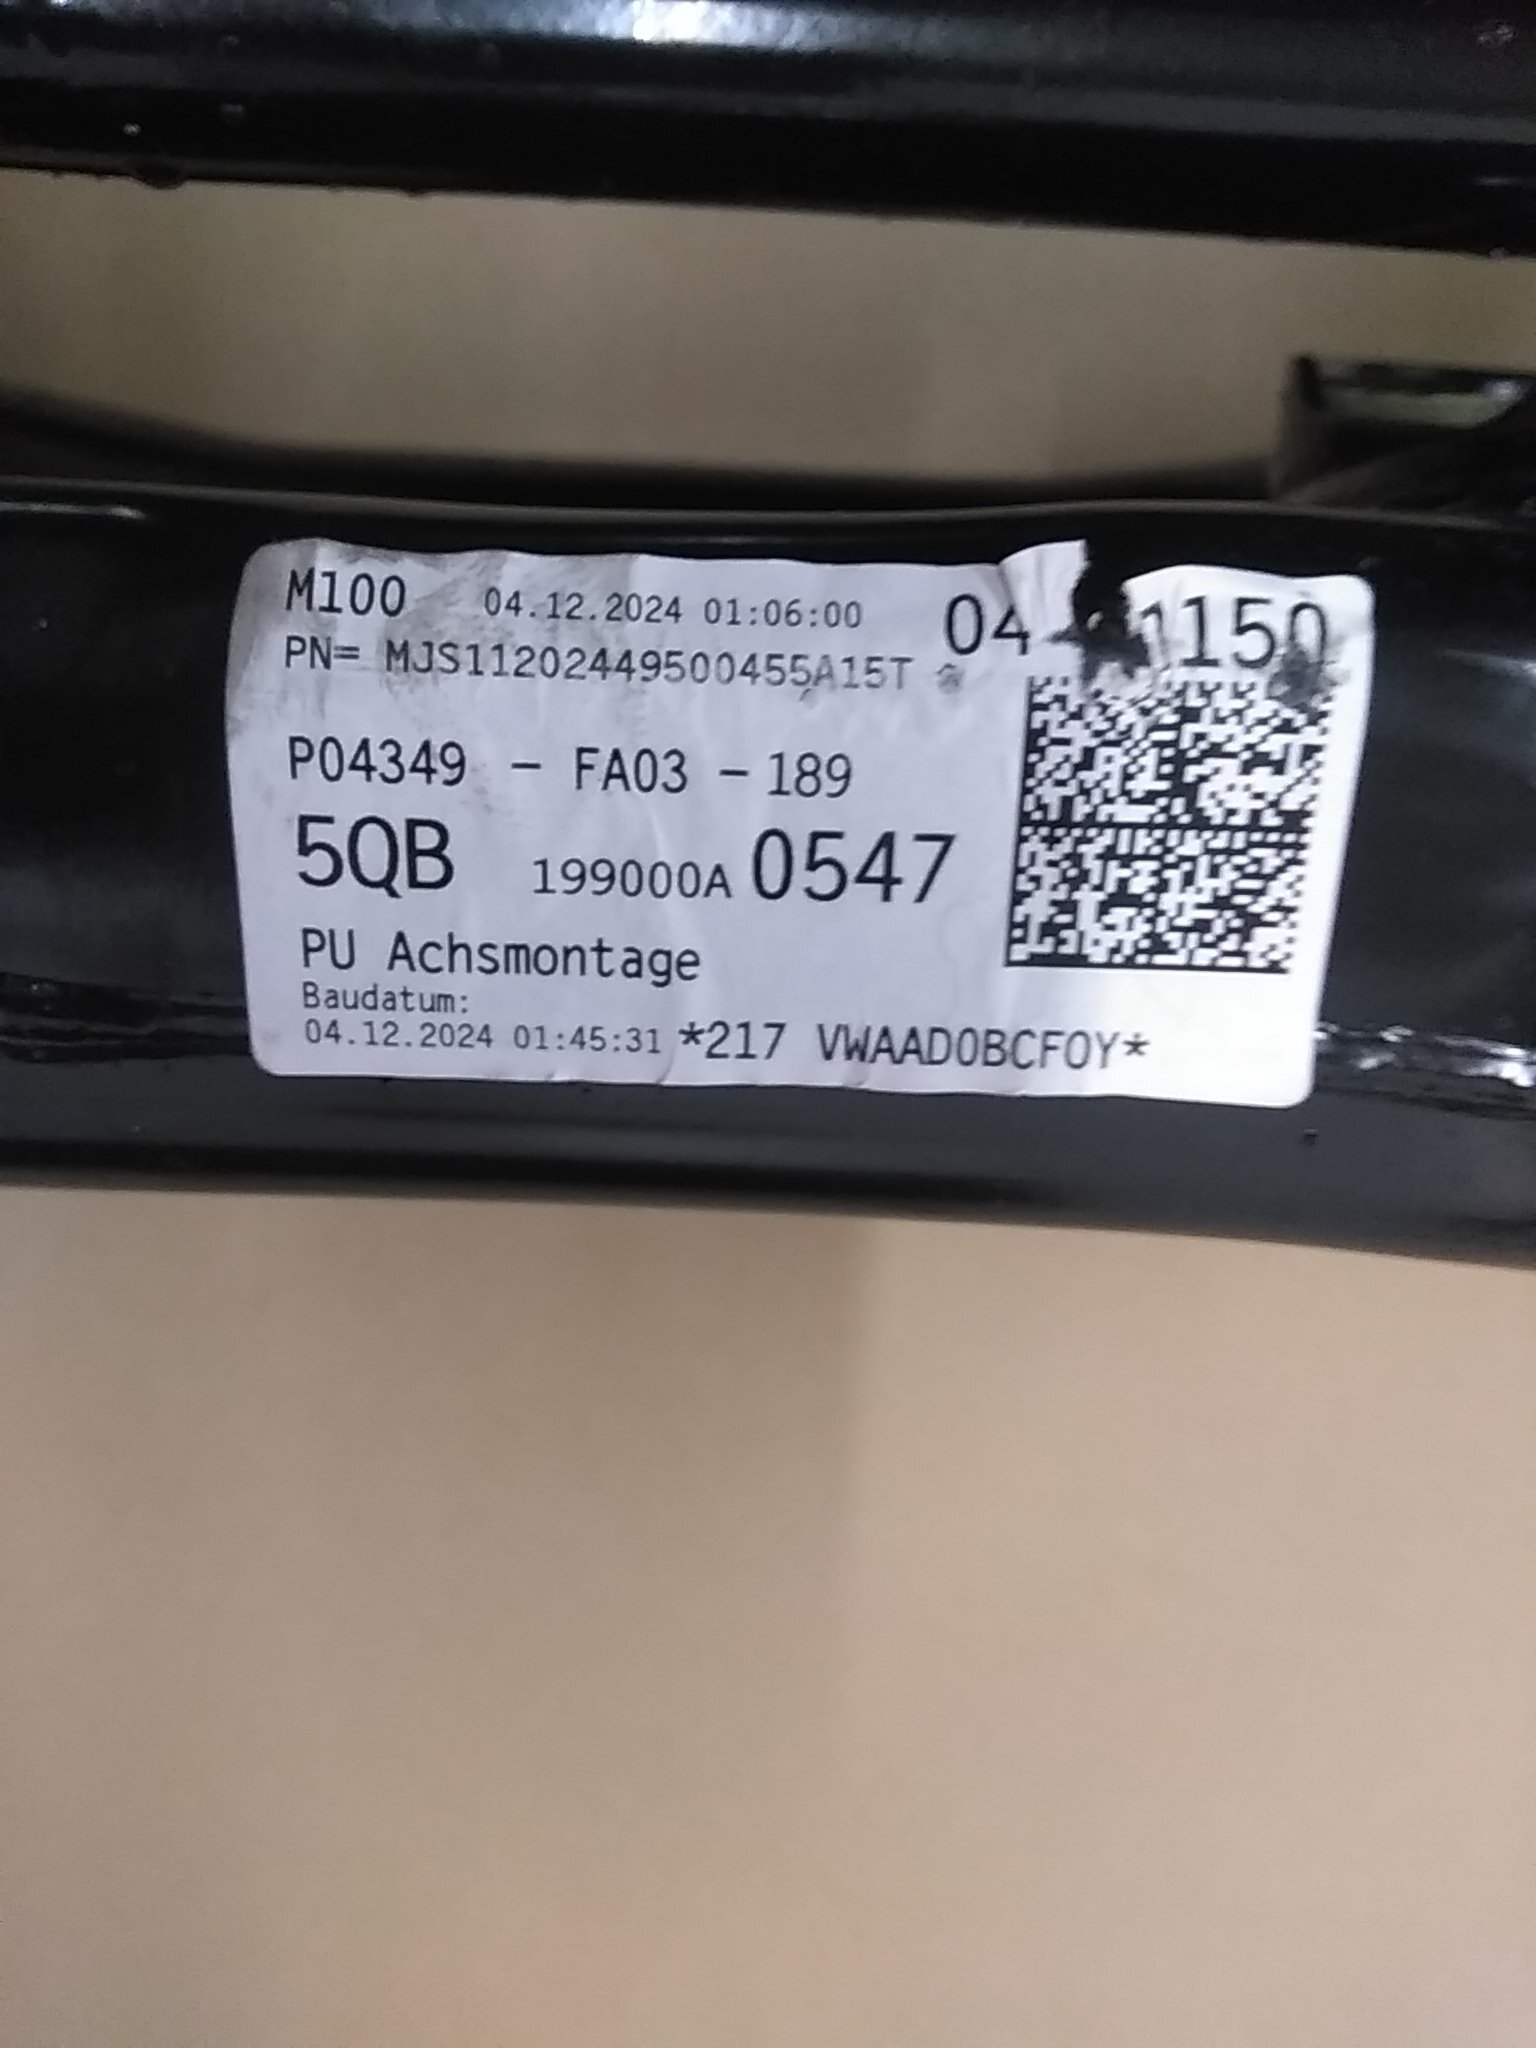 M100 04.12.2024 01:06:00
PN= MJS11202449500455A15T
P04349 - FA03 - 189
5QB 199000A 0547
PU Achsmontage
Baudatum:
04.12.2024 01:45:31 *217 VWAAD0BCF0Y*